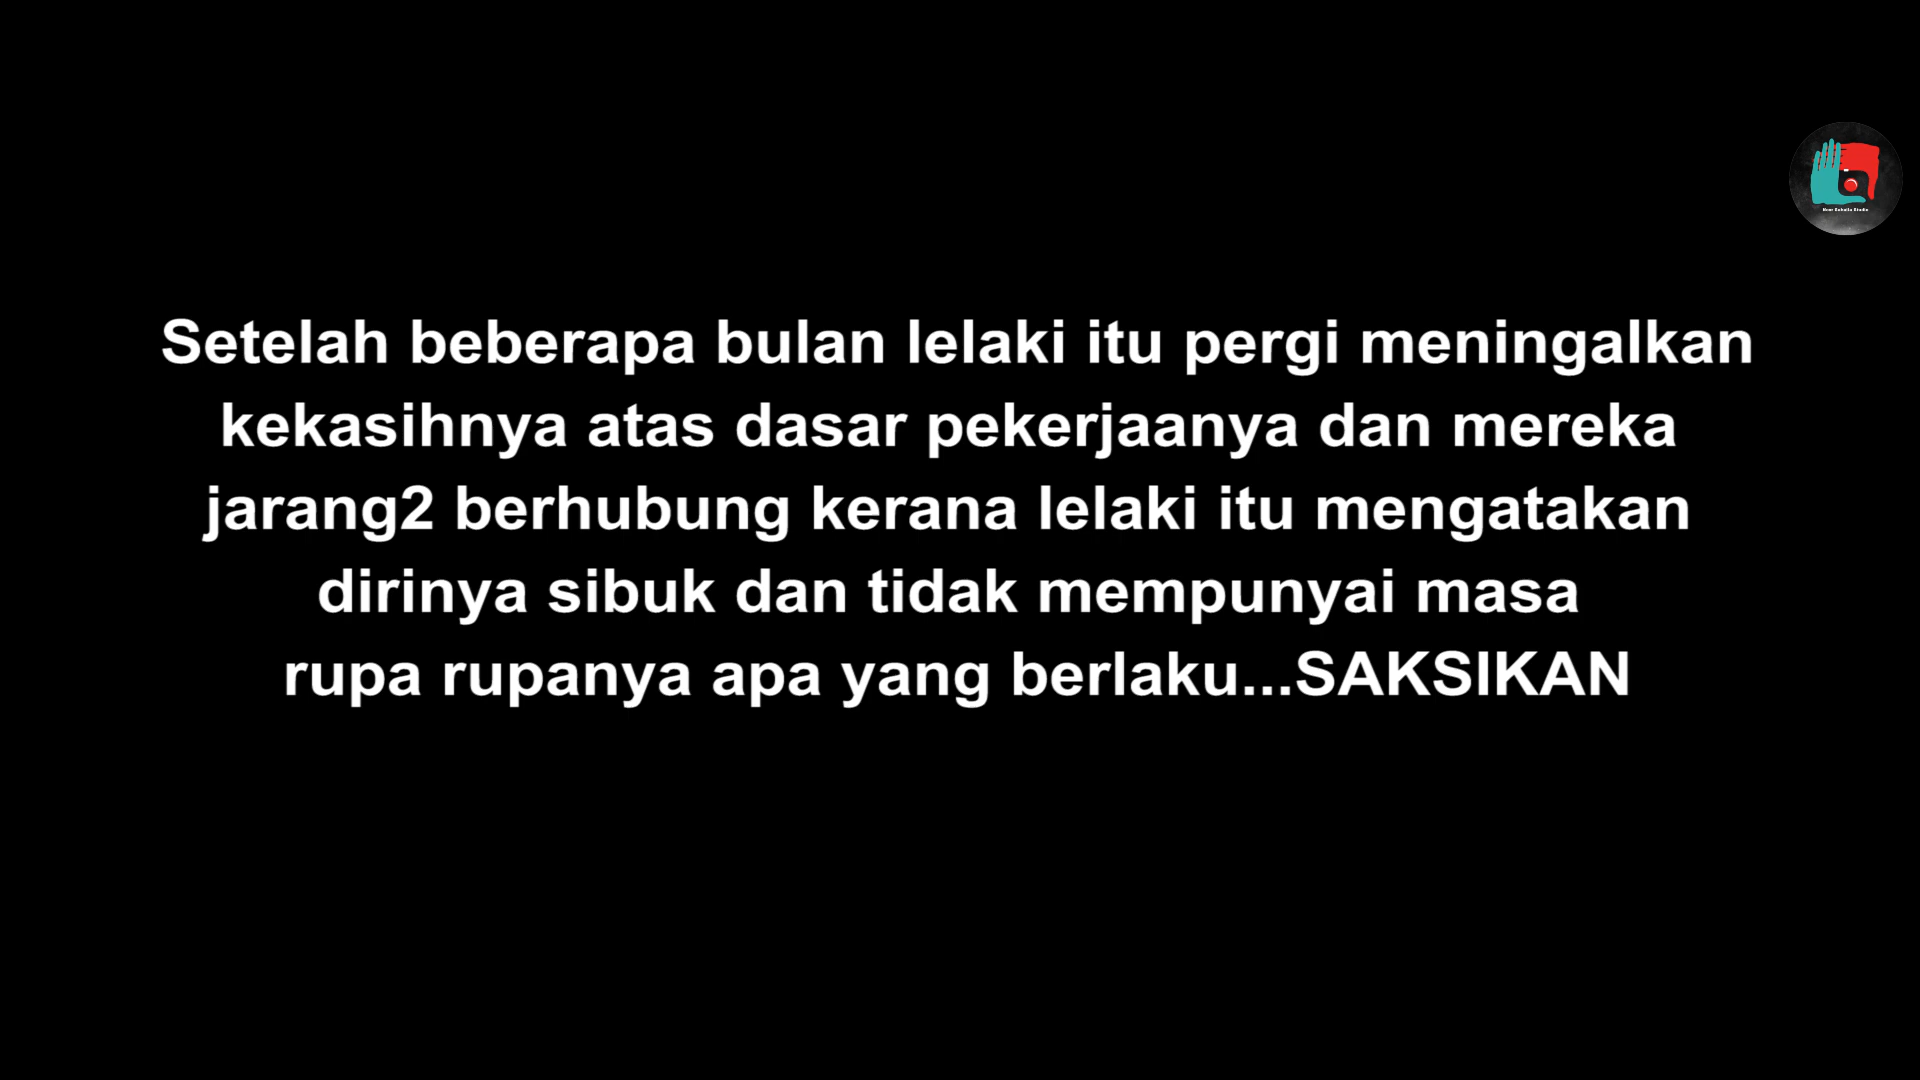 Setelah beberapa bulan lelaki itu pergi meningalkan
kekasihnya atas dasar pekerjaanya dan mereka
jarang2 berhubung kerana lelaki itu mengatakan
dirinya sibuk dan tidak mempunyai masa
rupa rupanya apa yang berlaku...SAKSIKAN